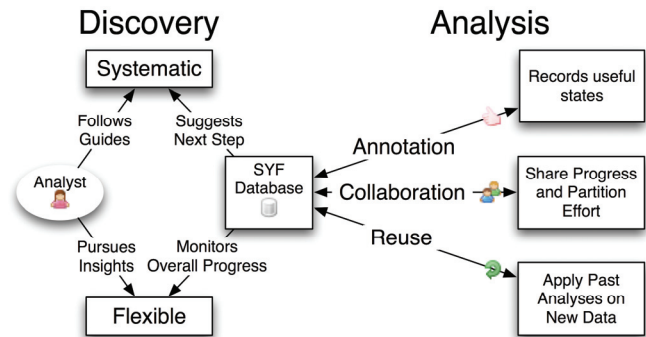 Discovery
Analysis
Systematic
Follows
Guides
Suggests
Next Step
Analyst
SYF
Database
Pursues
Insights
Monitors
Overall Progress
Flexible
Annotation
Collaboration
Reuse
Records useful
states
Share Progress
and Partition
Effort
Apply Past
Analyses on
New Data